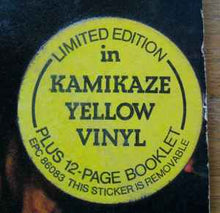 LIMITED EDITION
in
KAMIKAZE
YELLOW
VINYL
PLUS 12-PAGE BOOKLET
EPC 86083 THIS STICKER IS REMOVABLE